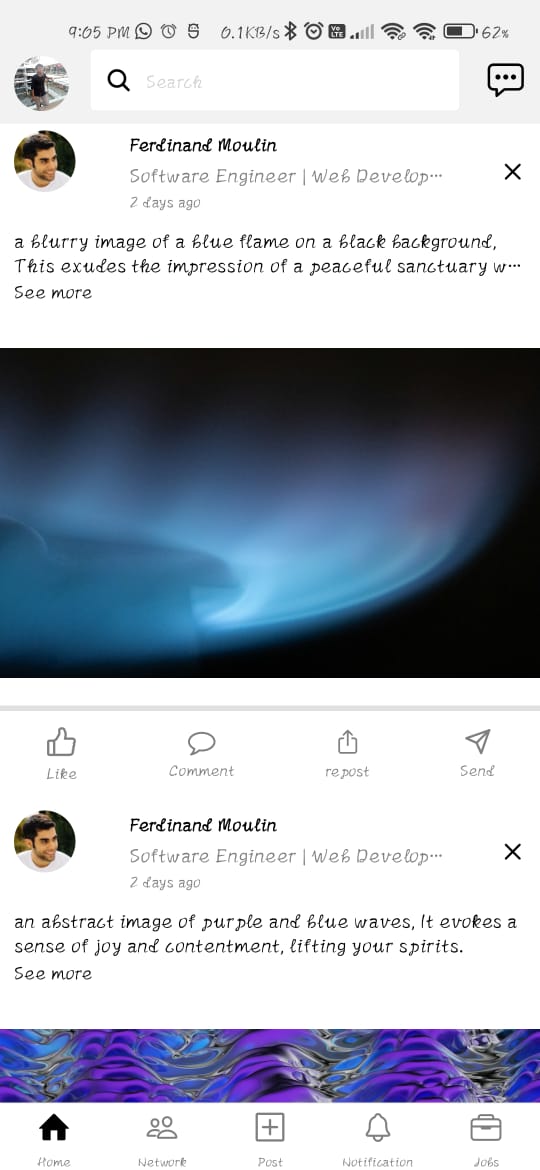 9:05 PM 0.1KB/s Vo LTE 62%
Search
Ferdinand Moulin
Software Engineer | Web Develop...
2 days ago
a blurry image of a blue flame on a black background,
This exudes the impression of a peaceful sanctuary w...
See more
Like Comment repost Send
Ferdinand Moulin
Software Engineer | Web Develop...
2 days ago
an abstract image of purple and blue waves, It evokes a
sense of joy and contentment, lifting your spirits.
See more
Home Network Post Notification Jobs